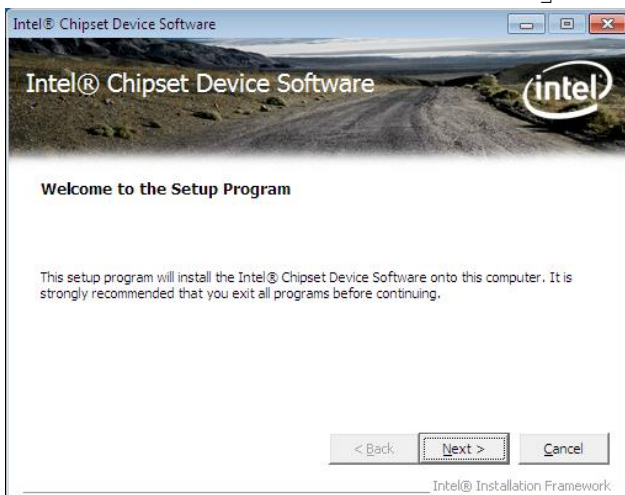 Intel® Chipset Device Software
Intel® Chipset Device Software
intel
Welcome to the Setup Program
This setup program will install the Intel® Chipset Device Software onto this computer. It is
strongly recommended that you exit all programs before continuing.
< Back
Next >
Cancel
Intel® Installation Framework